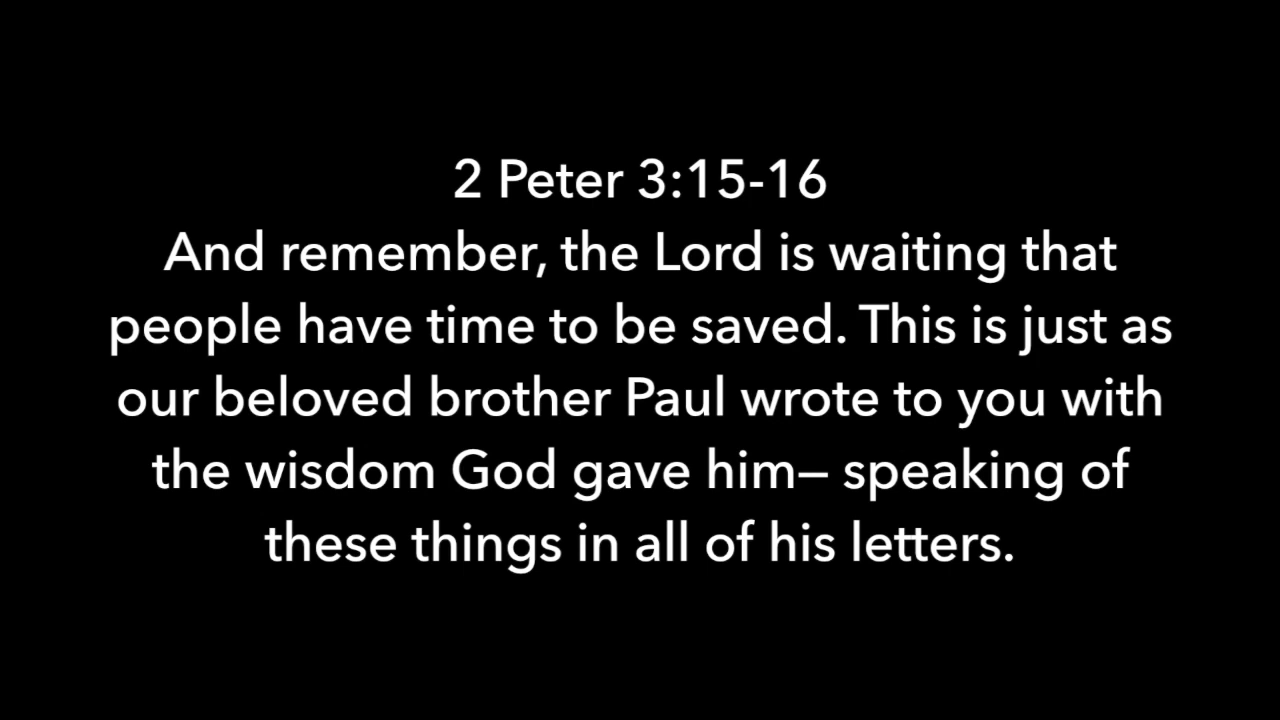 2 Peter 3:15-16
And remember, the Lord is waiting that
people have time to be saved. This is just as
our beloved brother Paul wrote to you with
the wisdom God gave him— speaking of
these things in all of his letters.